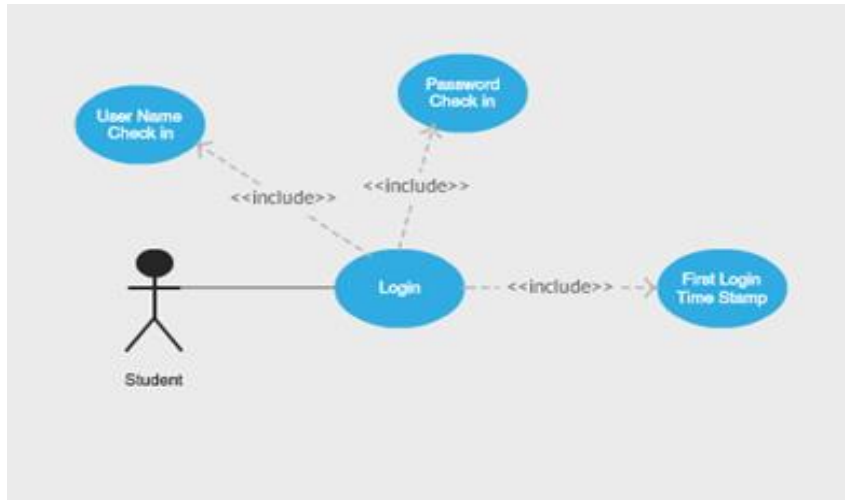 Password
Check in
User Name
Check in
<<include>>
<<include>>
Login
<<include>>
First Login
Time Stamp
Student